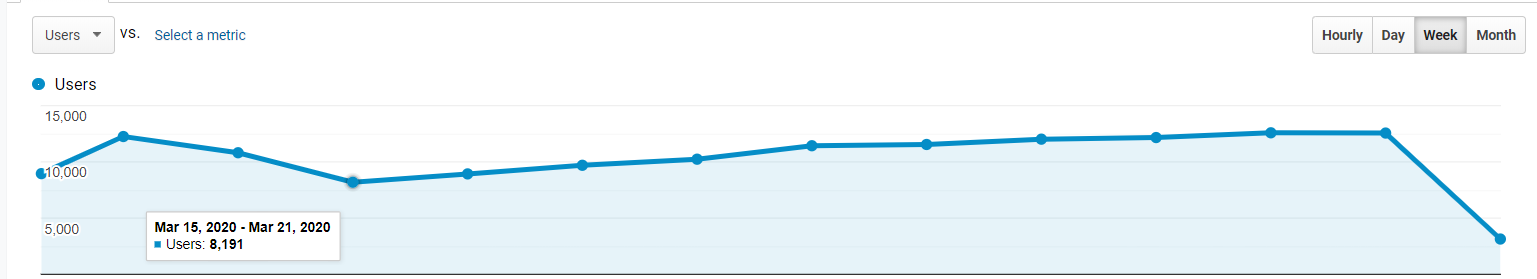 Users vs. Select a metric Hourly Day Week Month
Users
15,000
10,000
5,000
Mar 15, 2020 - Mar 21, 2020
Users: 8,191